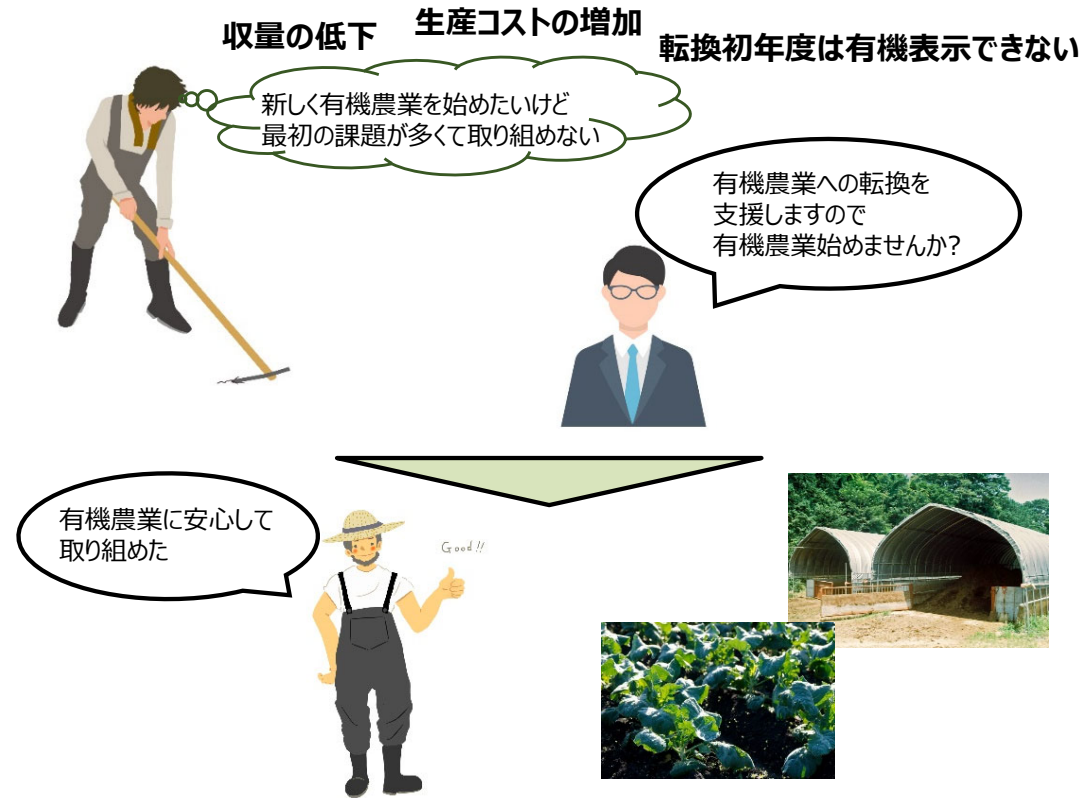 収量の低下
生産コストの増加
転換初年度は有機表示できない
新しく有機農業を始めたいけど
最初の課題が多くて取り組めない
有機農業への転換を
支援しますので
有機農業始めませんか?
有機農業に安心して
取り組めた
Good!!